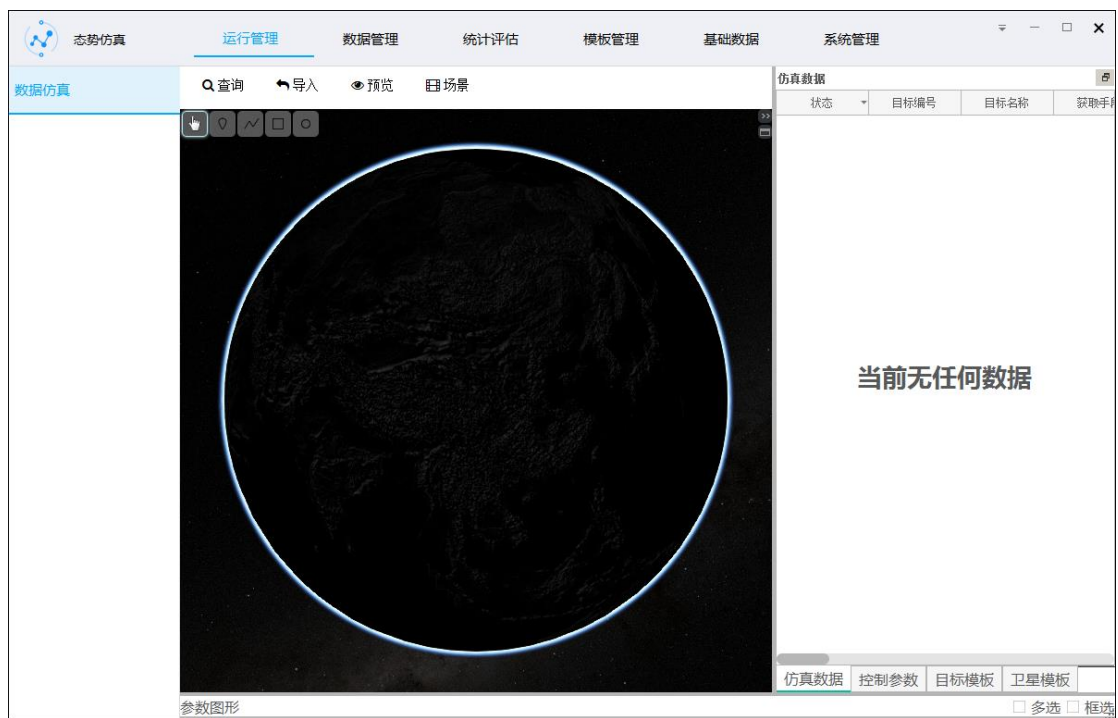 态势仿真 运行管理 数据管理 统计评估 模板管理 基础数据 系统管理
数据仿真
查询 导入 预览 场景
仿真数据
状态 目标编号 目标名称 获取手
当前无任何数据
仿真数据 控制参数 目标模板 卫星模板
参数图形 多选 框选